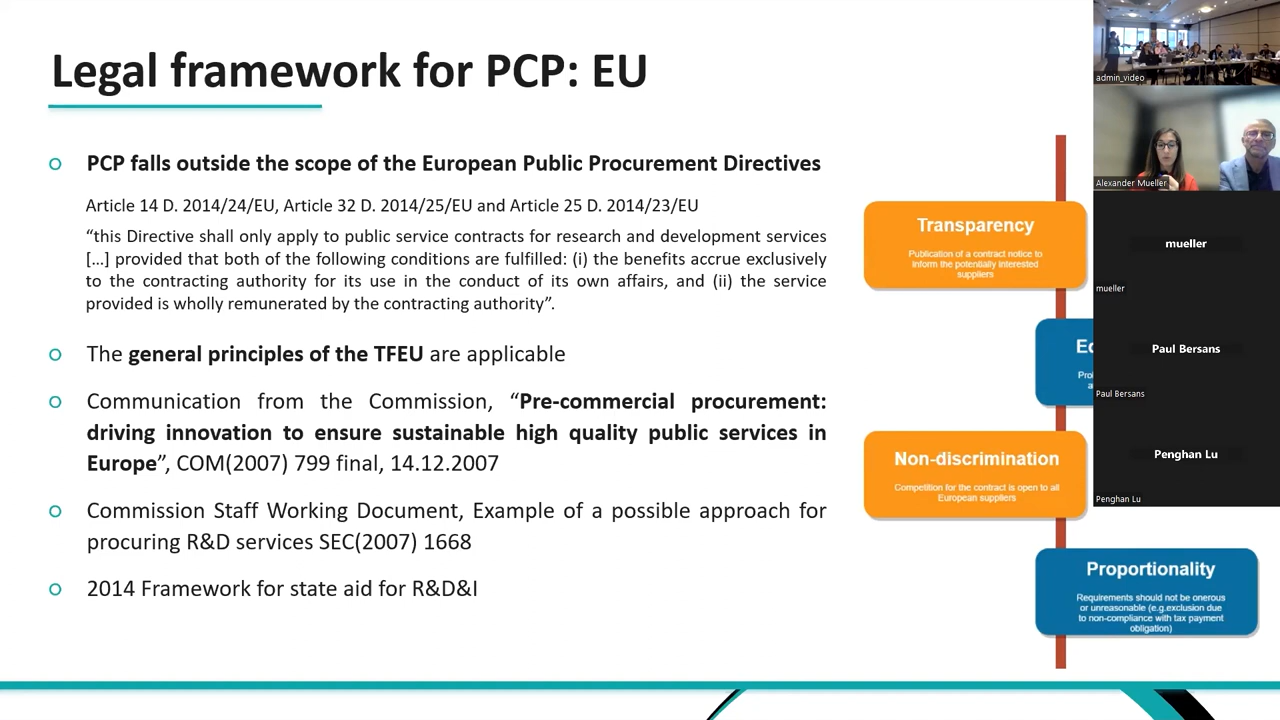 Legal framework for PCP: EU
PCP falls outside the scope of the European Public Procurement Directives
Article 14 D. 2014/24/EU, Article 32 D. 2014/25/EU and Article 25 D. 2014/23/EU
“this Directive shall only apply to public service contracts for research and development services
[…] provided that both of the following conditions are fulfilled: (i) the benefits accrue exclusively
to the contracting authority for its use in the conduct of its own affairs, and (ii) the service
provided is wholly remunerated by the contracting authority”.
The general principles of the TFEU are applicable
Communication from the Commission, “Pre-commercial procurement:
driving innovation to ensure sustainable high quality public services in
Europe”, COM(2007) 799 final, 14.12.2007
Commission Staff Working Document, Example of a possible approach for
procuring R&D services SEC(2007) 1668
2014 Framework for state aid for R&D&I
Transparency
Publication of a contract notice to
inform the potentially interested
suppliers
Non-discrimination
Competition for the contract is open to all
European suppliers
Proportionality
Requirements should not be onerous
or unreasonable (e.g.exclusion due
to non-compliance with tax payment
obligation)
admin_video
Alexander Mueller
mueller
mueller
Paul Bersans
Paul Bersans
Penghan Lu
Penghan Lu